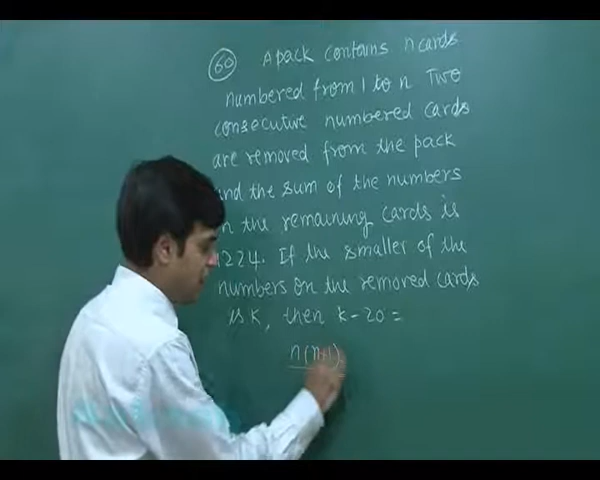 60 A pack contains n cards
numbered from 1 to n Two
consecutive numbered cards
are removed from the pack
and the sum of the numbers
n the remaining cards is
224. If the smaller of the
numbers on the removed cards
is K, then k-20 =
n(n+1)